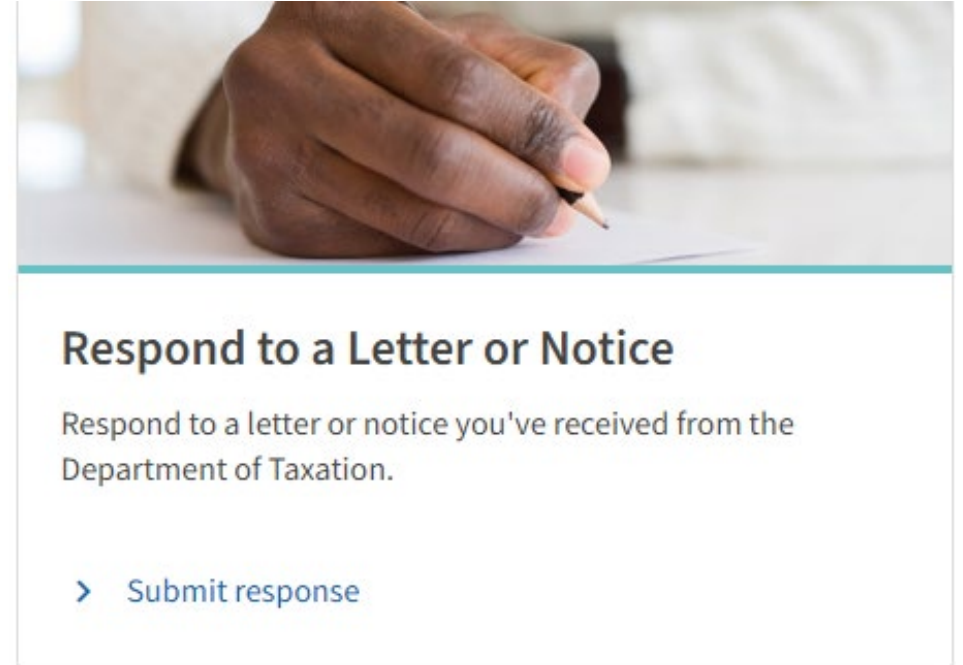 Respond to a Letter or Notice
Respond to a letter or notice you've received from the
Department of Taxation.
Submit response